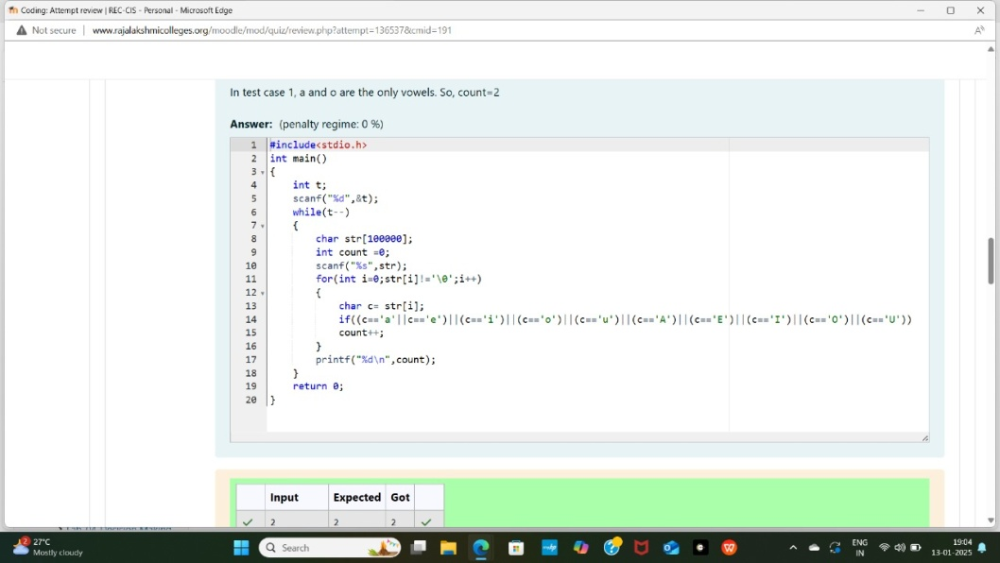 Coding: Attempt review | REC-CIS - Personal - Microsoft Edge
Not secure | www.rajalakshmicolleges.org/moodle/mod/quiz/review.php?attempt=136537&cmid=191
In test case 1, a and o are the only vowels. So, count=2
Answer: (penalty regime: 0 %)
1 #include<stdio.h>
2 int main()
3 {
4 int t;
5 scanf("%d",&t);
6 while(t--)
7 {
8 char str[100000];
9 int count =0;
10 scanf("%s",str);
11 for(int i=0;str[i]!='\0';i++)
12 {
13 char c= str[i];
14 if((c=='a'||c=='e')||(c=='i')||(c=='o')||(c=='u')||(c=='A')||(c=='E')||(c=='I')||(c=='O')||(c=='U'))
15 count++;
16 }
17 printf("%d\n",count);
18 }
19 return 0;
20 }
Input Expected Got
2 2 2
27°C
Mostly cloudy
Search
ENG
IN
19:04
13-01-2025